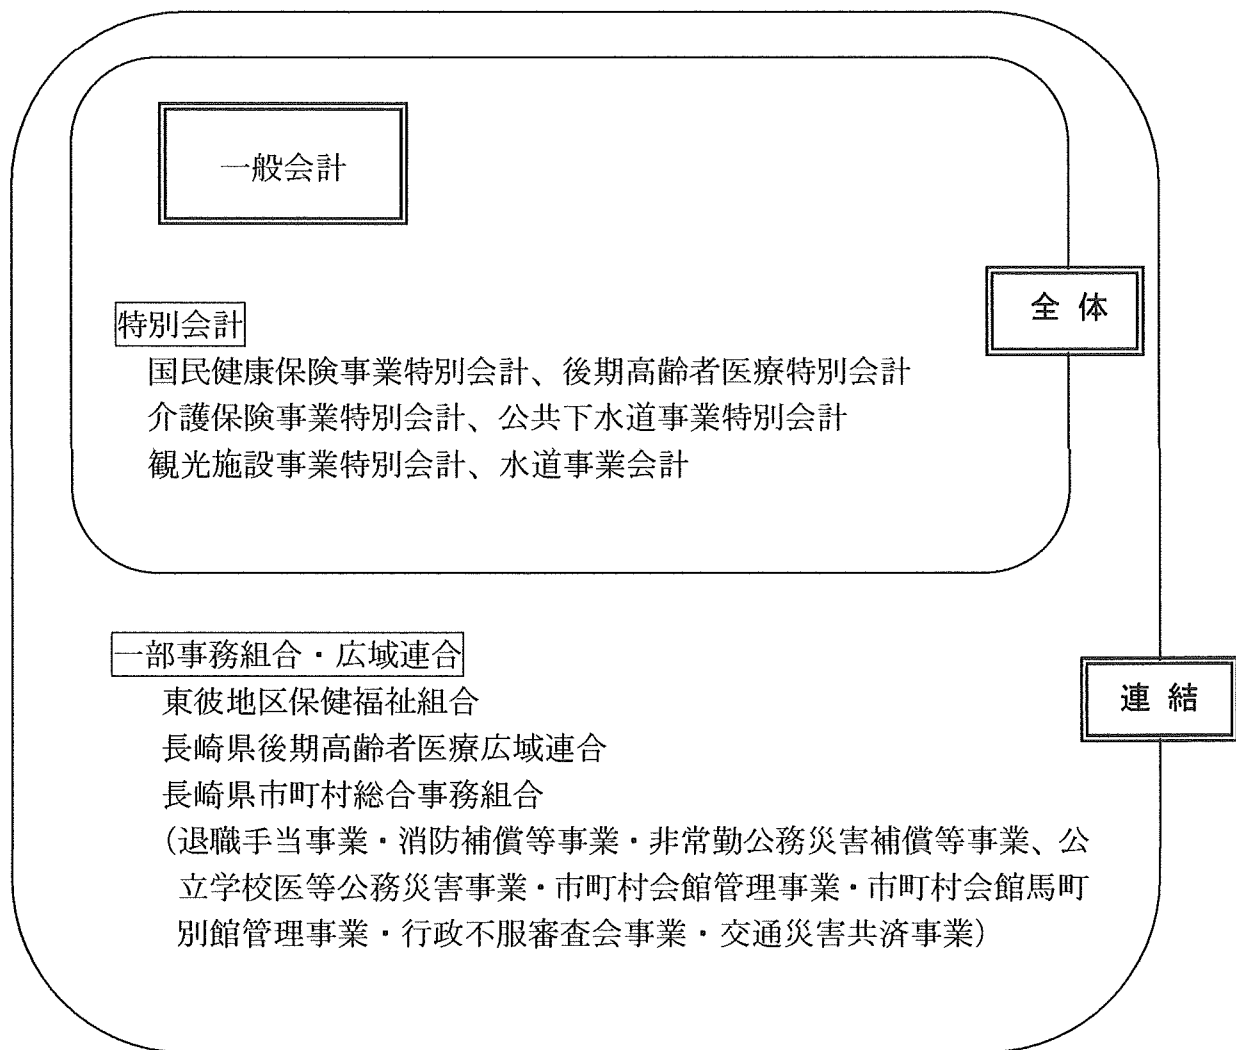 一般会計
全 体
特別会計
国民健康保険事業特別会計、後期高齢者医療特別会計
介護保険事業特別会計、公共下水道事業特別会計
観光施設事業特別会計、水道事業会計
一部事務組合・広域連合
連 結
東彼地区保健福祉組合
長崎県後期高齢者医療広域連合
長崎県市町村総合事務組合
（退職手当事業・消防補償等事業・非常勤公務災害補償等事業、公
立学校医等公務災害事業・市町村会館管理事業・市町村会館馬町
別館管理事業・行政不服審査会事業・交通災害共済事業）